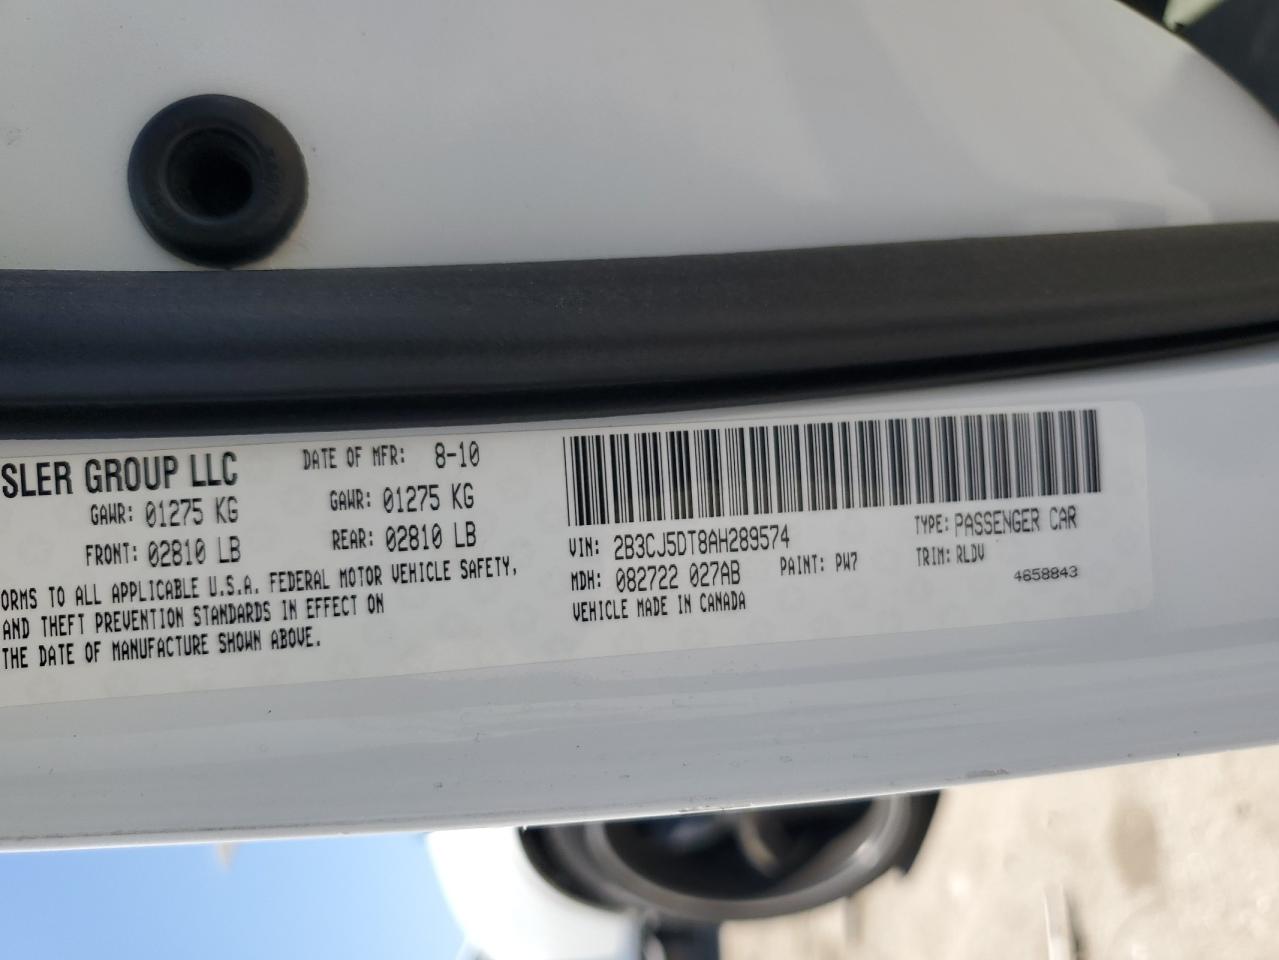 SLER GROUP LLC DATE OF MFR: 8-10
GAWR: 01275 KG GAWR: 01275 KG
FRONT: 02810 LB REAR: 02810 LB
ORMS TO ALL APPLICABLE U.S.A. FEDERAL MOTOR VEHICLE SAFETY,
AND THEFT PREVENTION STANDARDS IN EFFECT ON
THE DATE OF MANUFACTURE SHOWN ABOVE.
VIN: 2B3CJ5DT8AH289574 TYPE: PASSENGER CAR
MDH: 082722 027AB PAINT: PW7 TRIM: RLDV
VEHICLE MADE IN CANADA 4658843